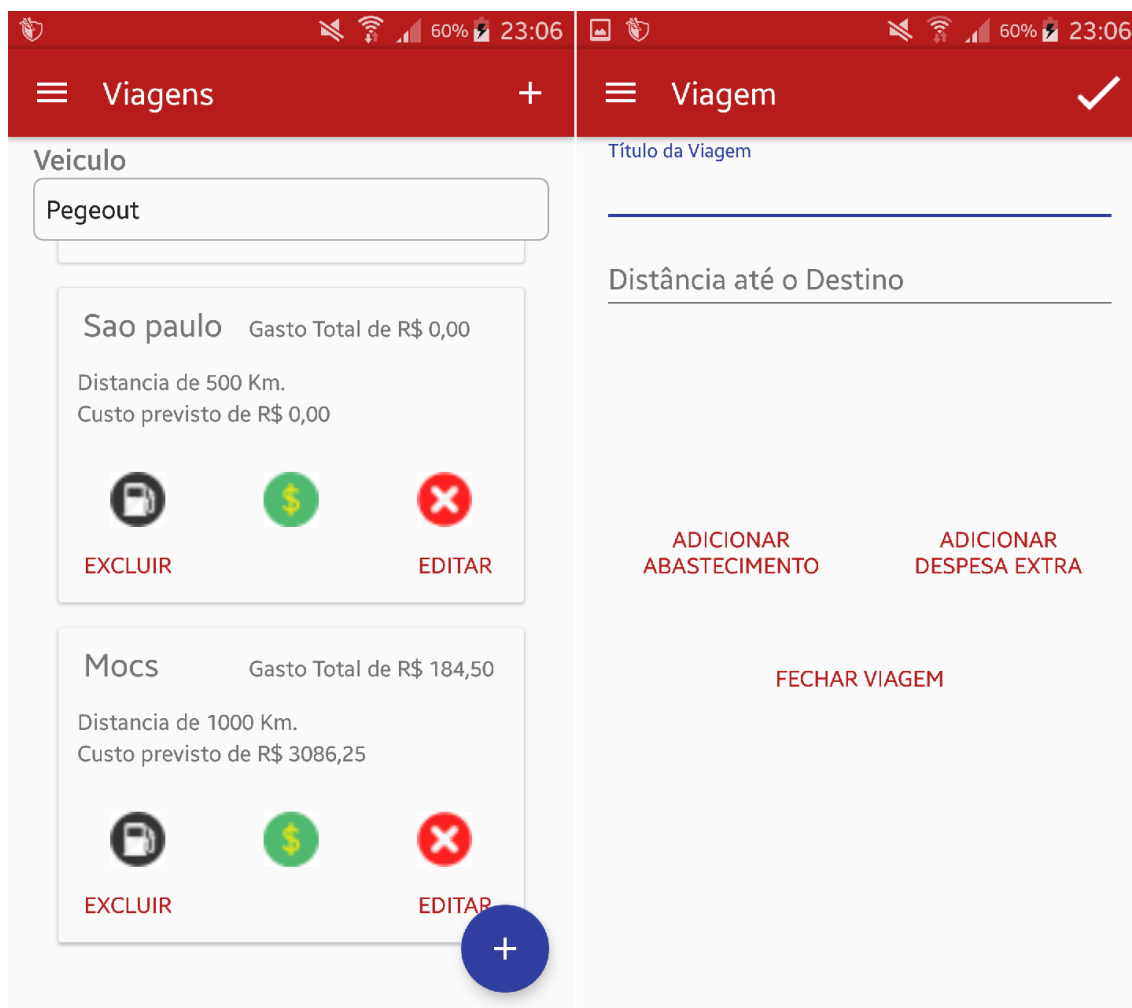 60% 23:06
Viagens +
Veiculo
Pegeout
Sao paulo Gasto Total de R$ 0,00
Distancia de 500 Km.
Custo previsto de R$ 0,00
$
EXCLUIR EDITAR
Mocs Gasto Total de R$ 184,50
Distancia de 1000 Km.
Custo previsto de R$ 3086,25
$
EXCLUIR EDITAR
+
60% 23:06
Viagem
Título da Viagem
Distância até o Destino
ADICIONAR
ABASTECIMENTO
ADICIONAR
DESPESA EXTRA
FECHAR VIAGEM